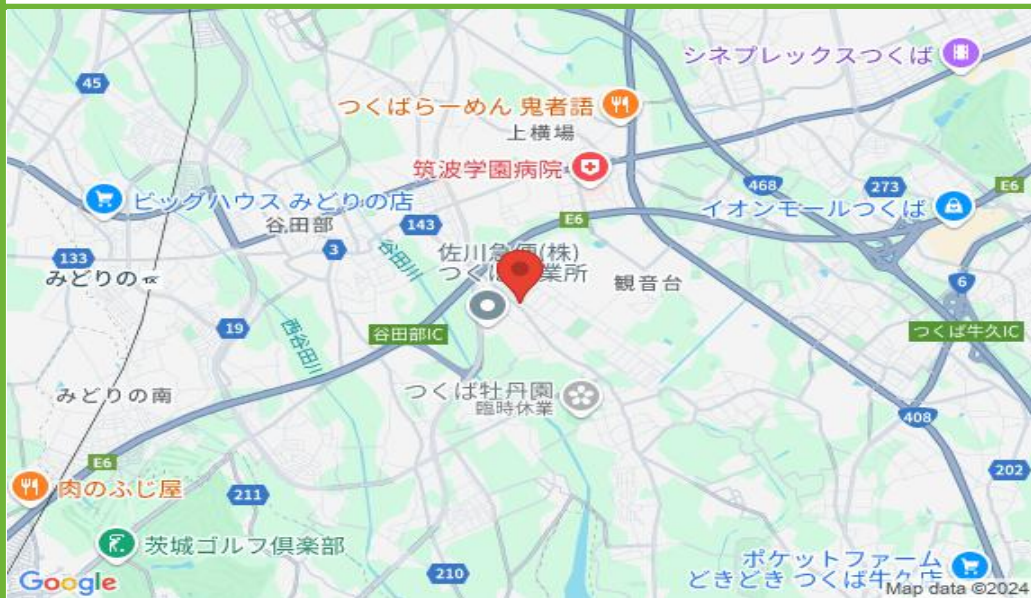 シネプレックスつくば
45
つくばらーめん 鬼者語
上横場
筑波学園病院
468
273
E6
ビッグハウス みどりの店
イオンモールつくば
E6
谷田部
143
3
谷田川
佐川急便(株)
観音台
133
みどりの
6
19
西谷田川
谷田部IC
つくば牛久IC
つくば牡丹園
臨時休業
みどりの南
408
E6
202
肉のふじ屋
211
茨城ゴルフ倶楽部
210
ポケットファーム
どきどき つくば牛久店
Google
Map data ©2024